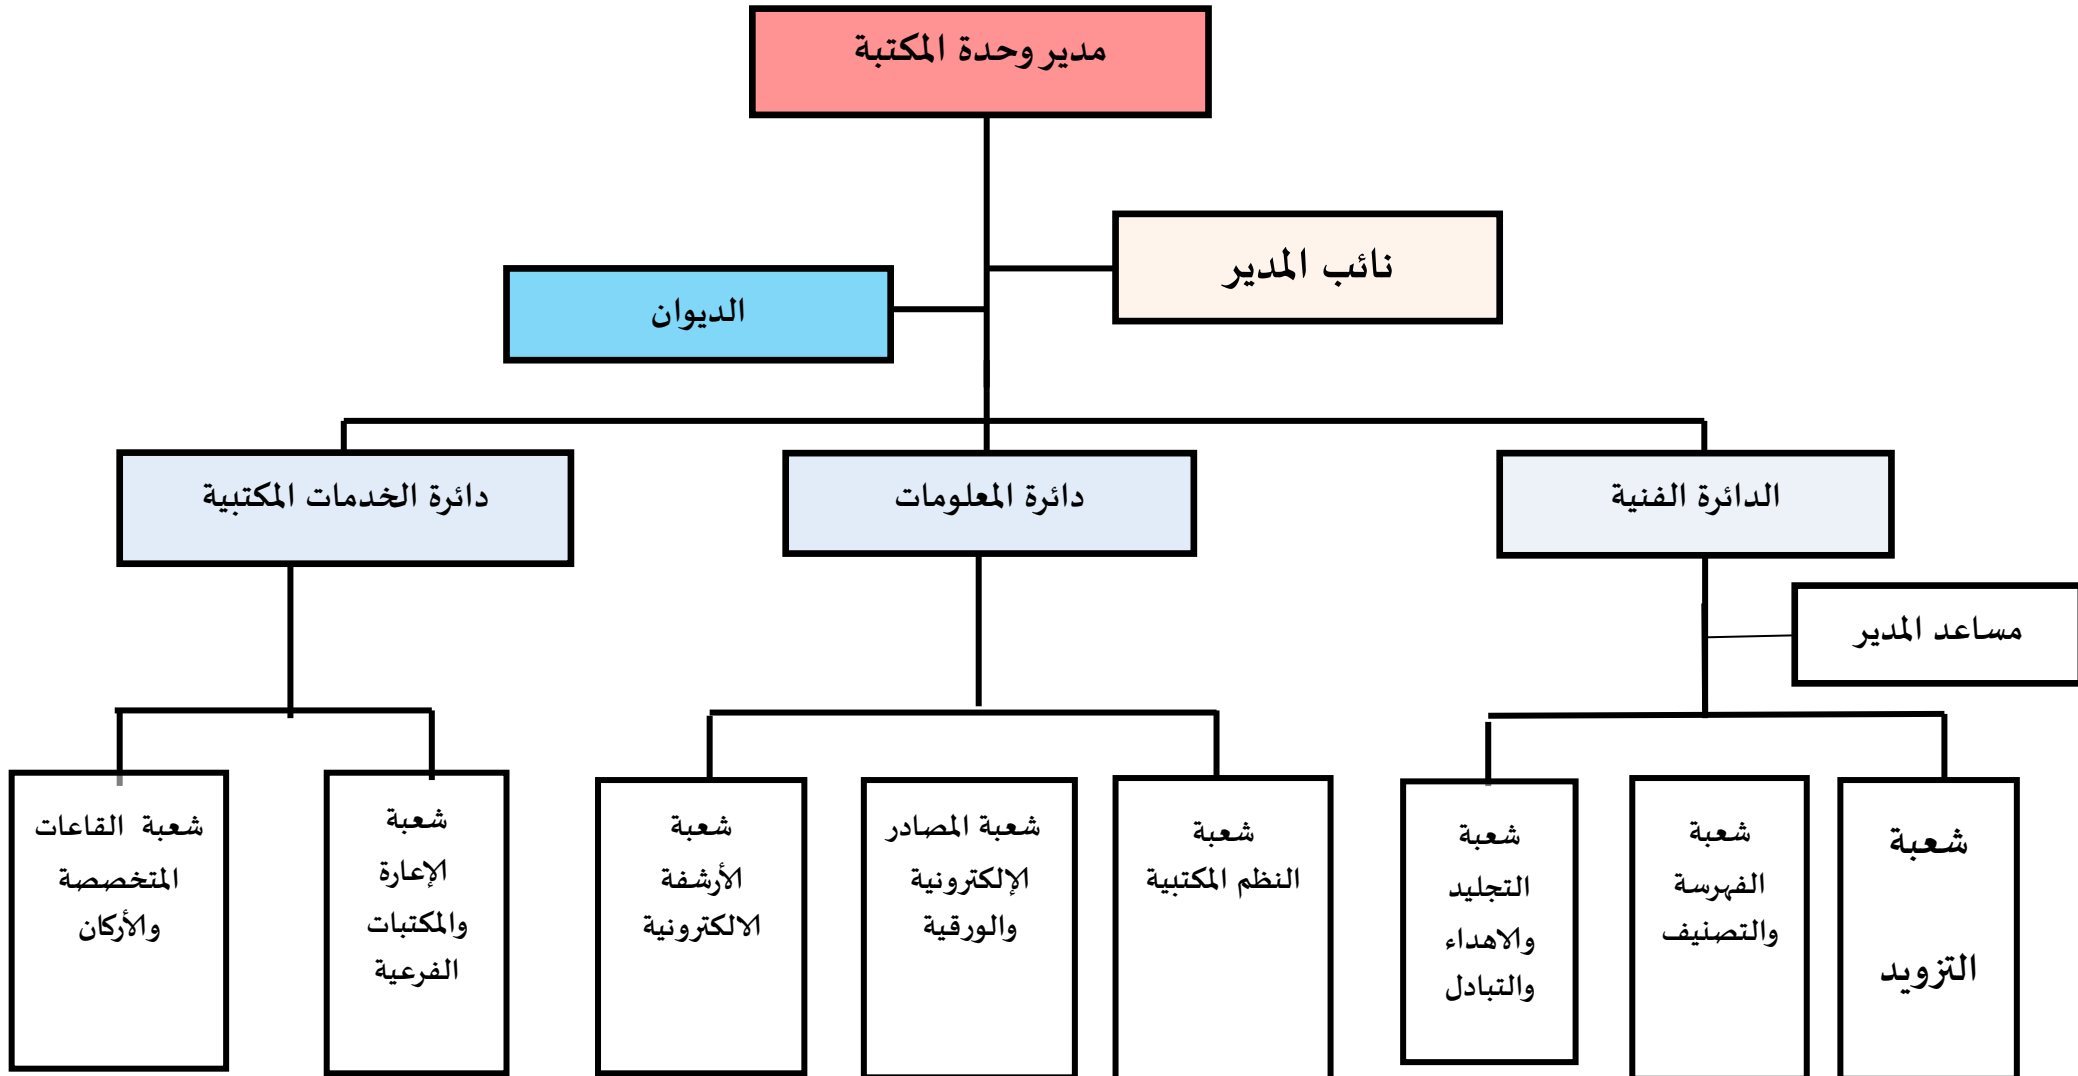 مدير وحدة المكتبة
نائب المدير
الديوان
الدائرة الفنية
دائرة المعلومات
دائرة الخدمات المكتبية
مساعد المدير
شعبة
التزويد
شعبة
الفهرسة
والتصنيف
شعبة
التجليد
والاهداء
والتبادل
شعبة
النظم المكتبية
شعبة المصادر
الإلكترونية
والورقية
شعبة
الأرشفة
الالكترونية
شعبة
الإعارة
والمكتبات
الفرعية
شعبة القاعات
المتخصصة
والأركان